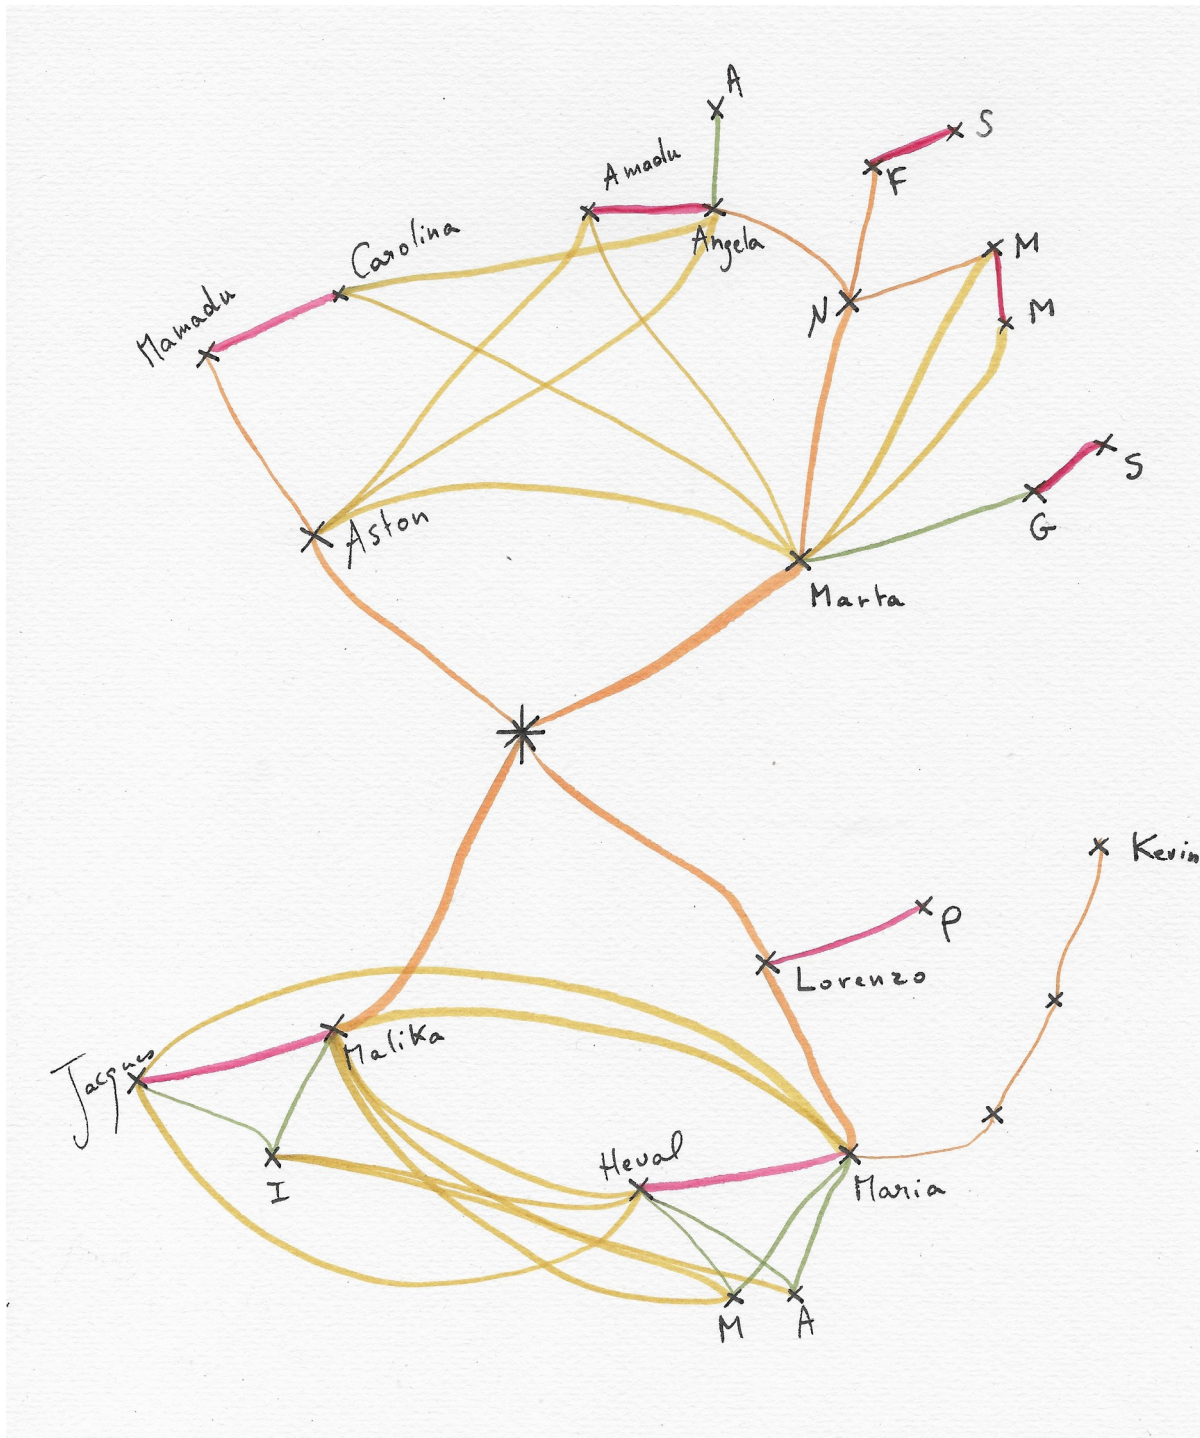 A
S
Amadu
F
Angela
Carolina
M
Mamadu
N
M
S
G
Aston
Marta
Kevin
P
Lorenzo
Malika
Jacques
Heval
I
Maria
M
A